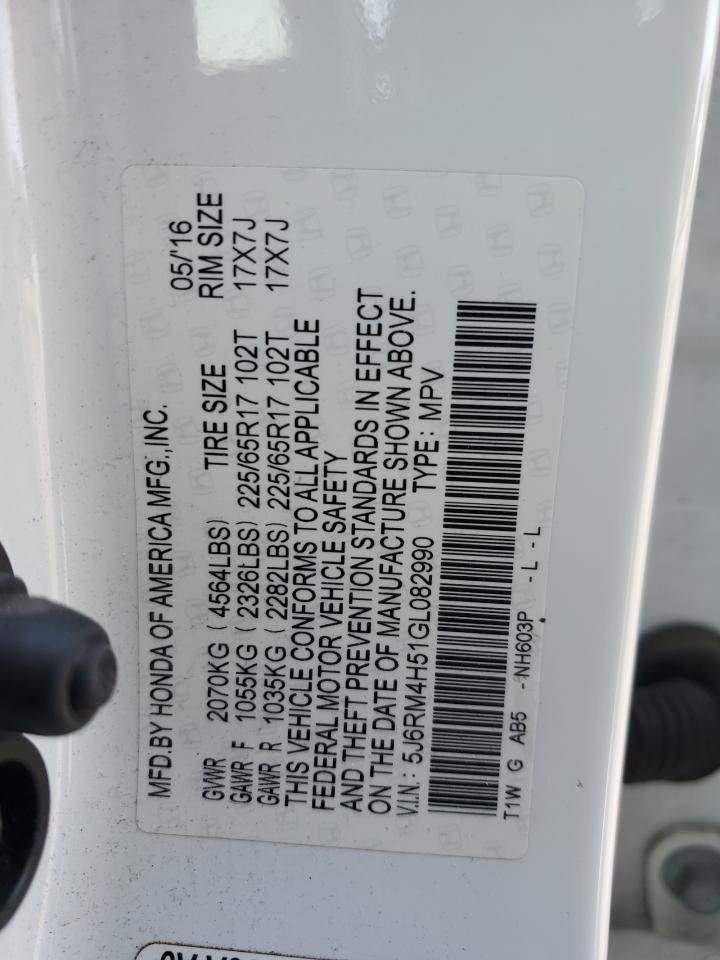 MFD.BY HONDA OF AMERICA MFG.,INC. 05/'16
GVWR 2070KG ( 4564LBS) TIRE SIZE RIM SIZE
GAWR F 1055KG ( 2326LBS) 225/65R17 102T 17X7J
GAWR R 1035KG ( 2282LBS) 225/65R17 102T 17X7J
THIS VEHICLE CONFORMS TO ALL APPLICABLE
FEDERAL MOTOR VEHICLE SAFETY
AND THEFT PREVENTION STANDARDS IN EFFECT
ON THE DATE OF MANUFACTURE SHOWN ABOVE.
V.I.N.: 5J6RM4H51GL082990 TYPE: MPV
T1W G AB5 -NH603P - L - L